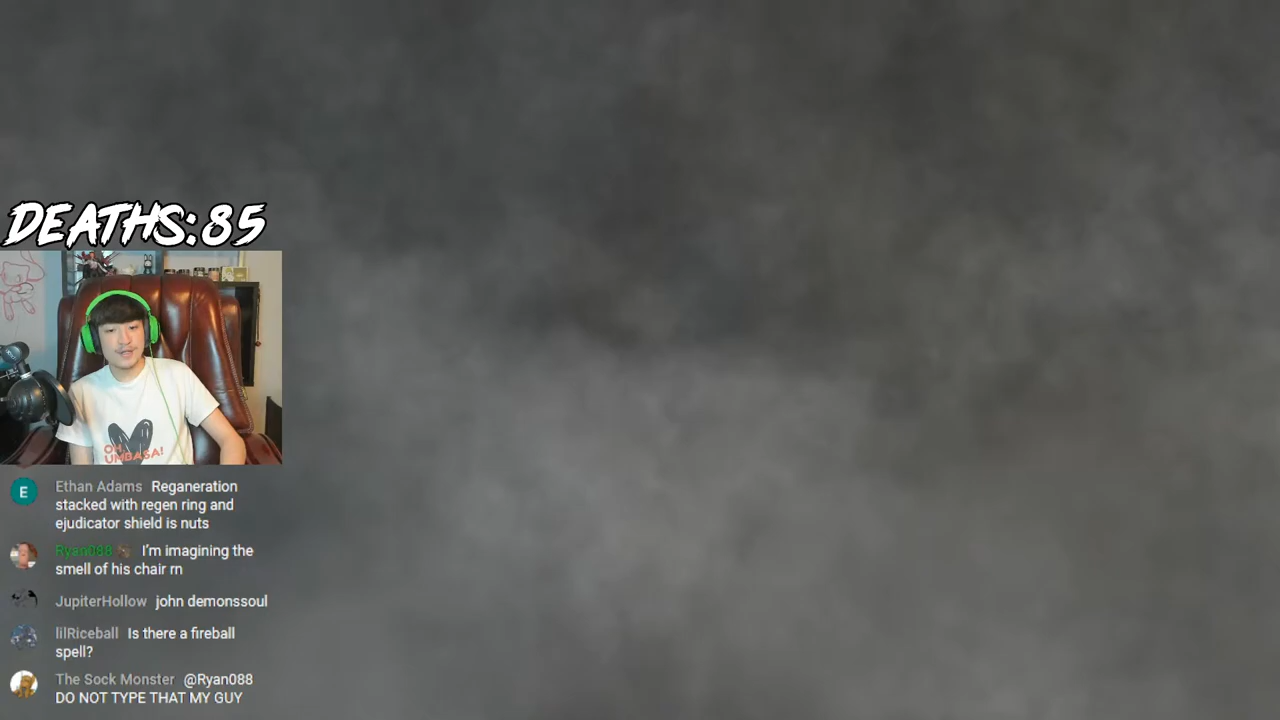 DEATHS:85
OH,
UMBASA!
E
Ethan Adams Reganeration
stacked with regen ring and
ejudicator shield is nuts
Ryan088 I'm imagining the
smell of his chair rn
JupiterHollow john demonssoul
lilRiceball Is there a fireball
spell?
The Sock Monster @Ryan088
DO NOT TYPE THAT MY GUY